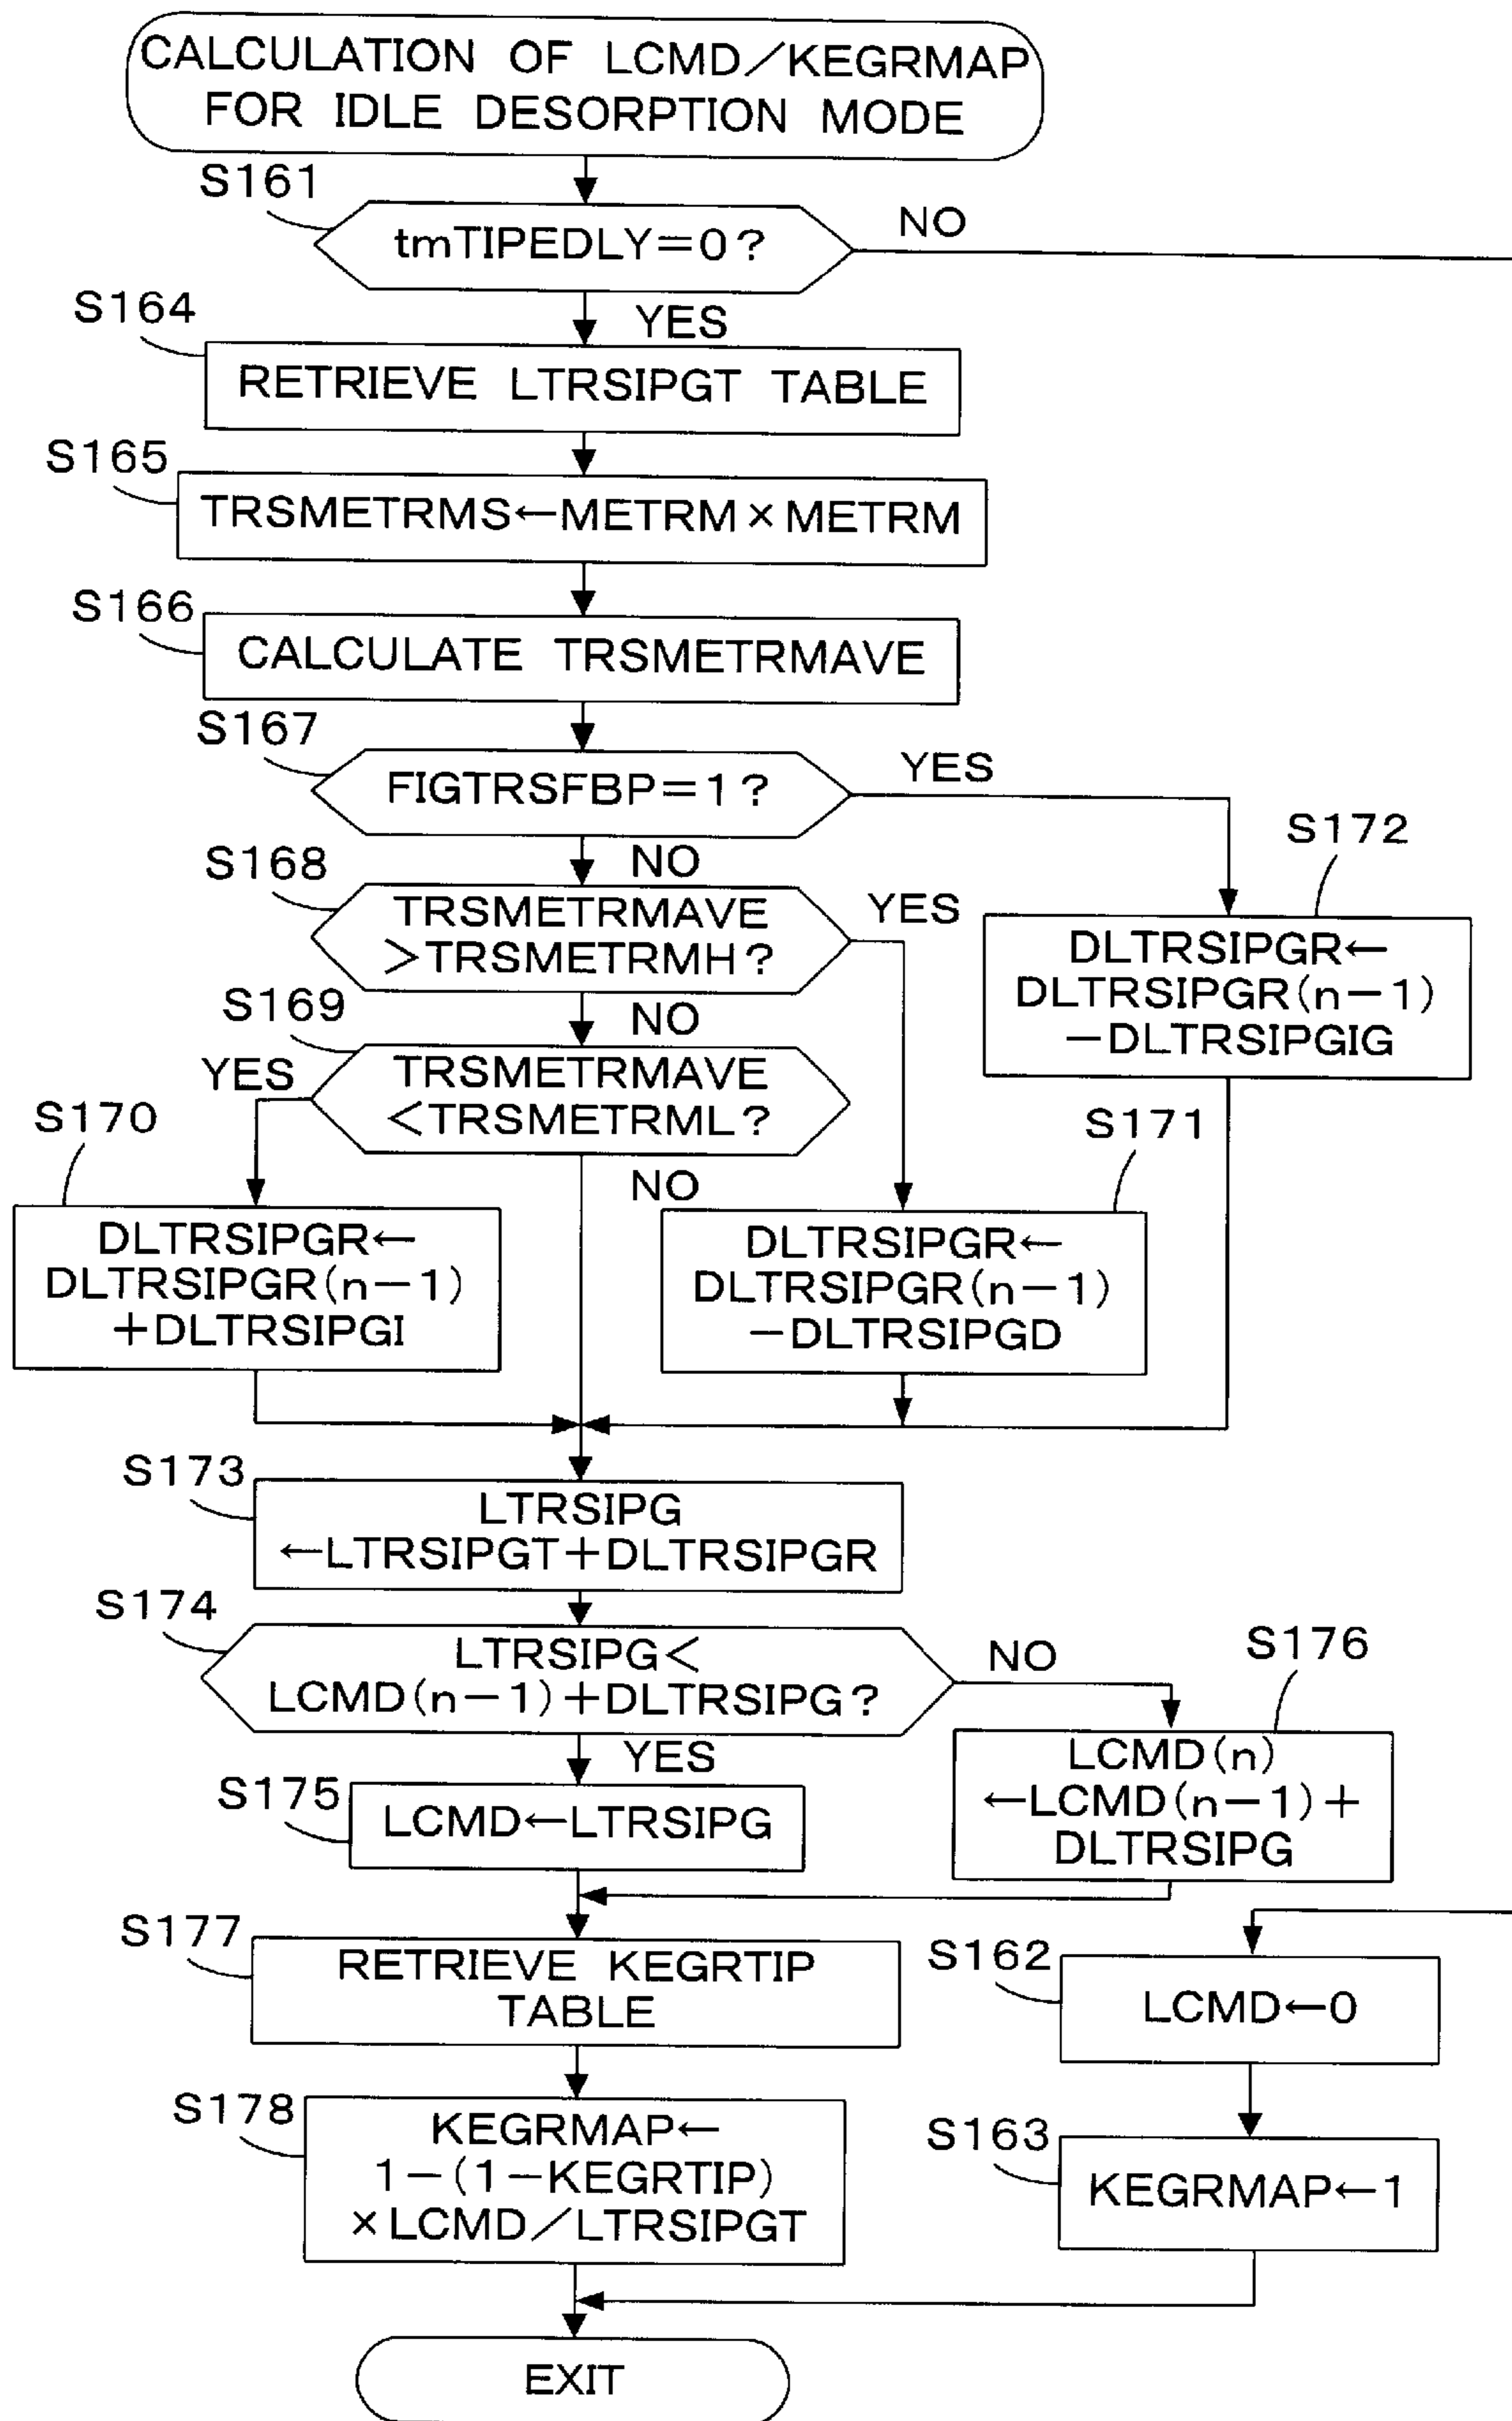 CALCULATION OF LCMD/KEGRMAP
FOR IDLE DESORPTION MODE
S161
tmTIPEDLY=0?
NO
YES
S164
RETRIEVE LTRSIPGT TABLE
S165
TRSMETRMS←METRM×METRM
S166
CALCULATE TRSMETRMAVE
S167
FIGTRSFBP=1?
YES
NO
S172
DLTRSIPGR←
DLTRSIPGR(n−1)
−DLTRSIPGIG
S168
TRSMETRMAVE
>TRSMETRMH?
YES
NO
S169
TRSMETRMAVE
<TRSMETRML?
YES
NO
S170
DLTRSIPGR←
DLTRSIPGR(n−1)
+DLTRSIPGI
S171
DLTRSIPGR←
DLTRSIPGR(n−1)
−DLTRSIPGD
S173
LTRSIPG
←LTRSIPGT+DLTRSIPGR
S174
LTRSIPG<
LCMD(n−1)+DLTRSIPG?
NO
YES
S176
LCMD(n)
←LCMD(n−1)+
DLTRSIPG
S175
LCMD←LTRSIPG
S177
RETRIEVE KEGRTIP
TABLE
S162
LCMD←0
S178
KEGRMAP←
1−(1−KEGRTIP)
×LCMD/LTRSIPGT
S163
KEGRMAP←1
EXIT